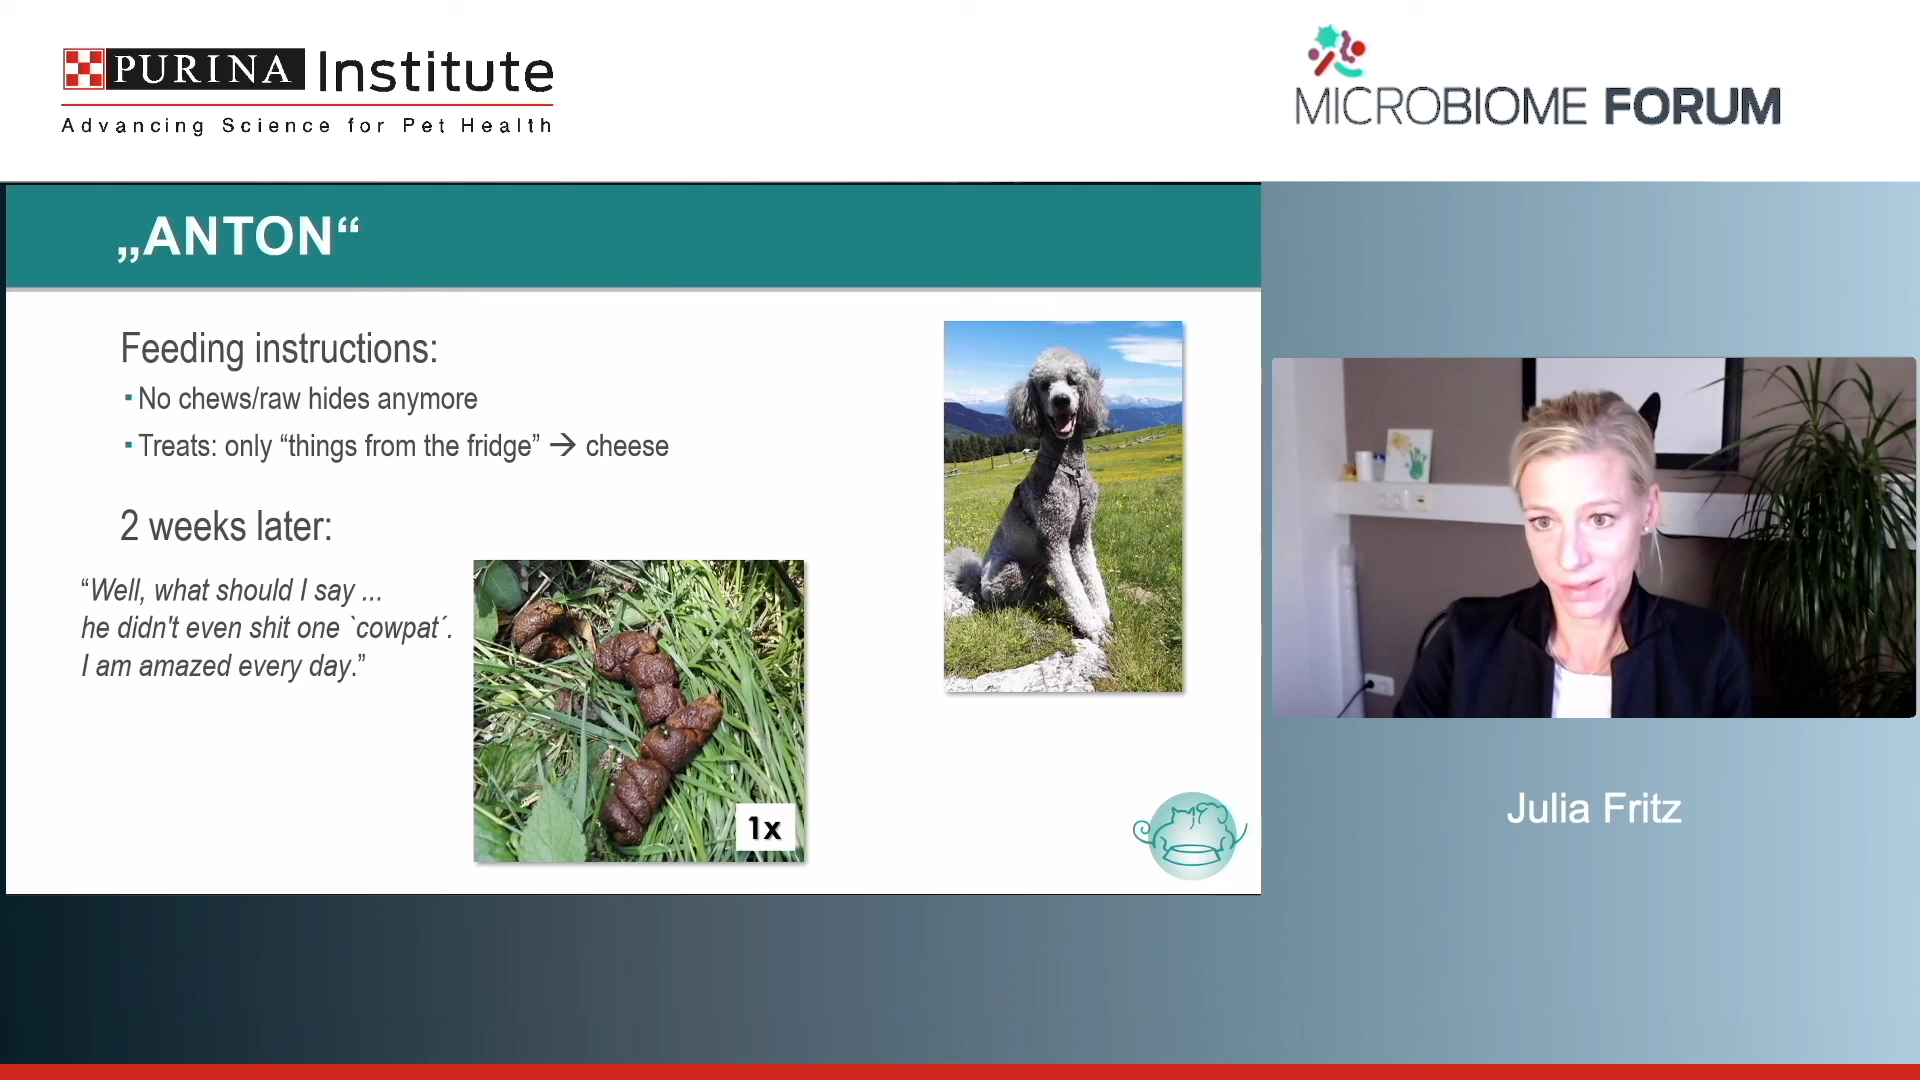 PURINA Institute
Advancing Science for Pet Health
MICROBIOME FORUM
„ANTON“
Feeding instructions:
▪ No chews/raw hides anymore
▪ Treats: only “things from the fridge” → cheese
2 weeks later:
“Well, what should I say ...
he didn't even shit one `cowpat´.
I am amazed every day.”
1x
Julia Fritz